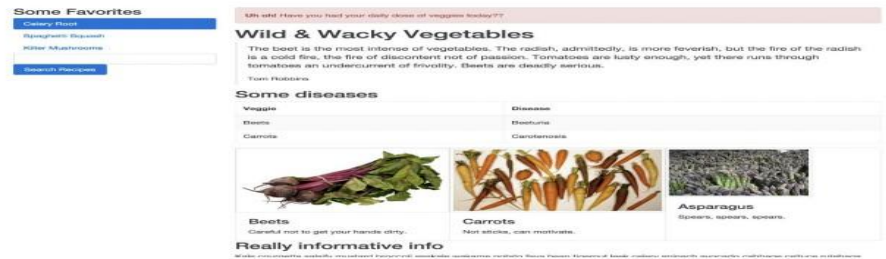 Some Favorites
Celery Root
Spaghetti Squash
Killer Mushrooms
Search Recipes
Uh oh! Have you had your daily dose of veggies today??
Wild & Wacky Vegetables
The beet is the most intense of vegetables. The radish, admittedly, is more feverish, but the fire of the radish
is a cold fire, the fire of discontent not of passion. Tomatoes are lusty enough, yet there runs through
tomatoes an undercurrent of frivolity. Beets are deadly serious.
Tom Robbins
Some diseases
Veggie Disease
Beets Beeturia
Carrots Carotenosis
Beets
Careful not to get your hands dirty.
Carrots
Not sticks, can motivate.
Asparagus
Spears, spears, spears.
Really informative info